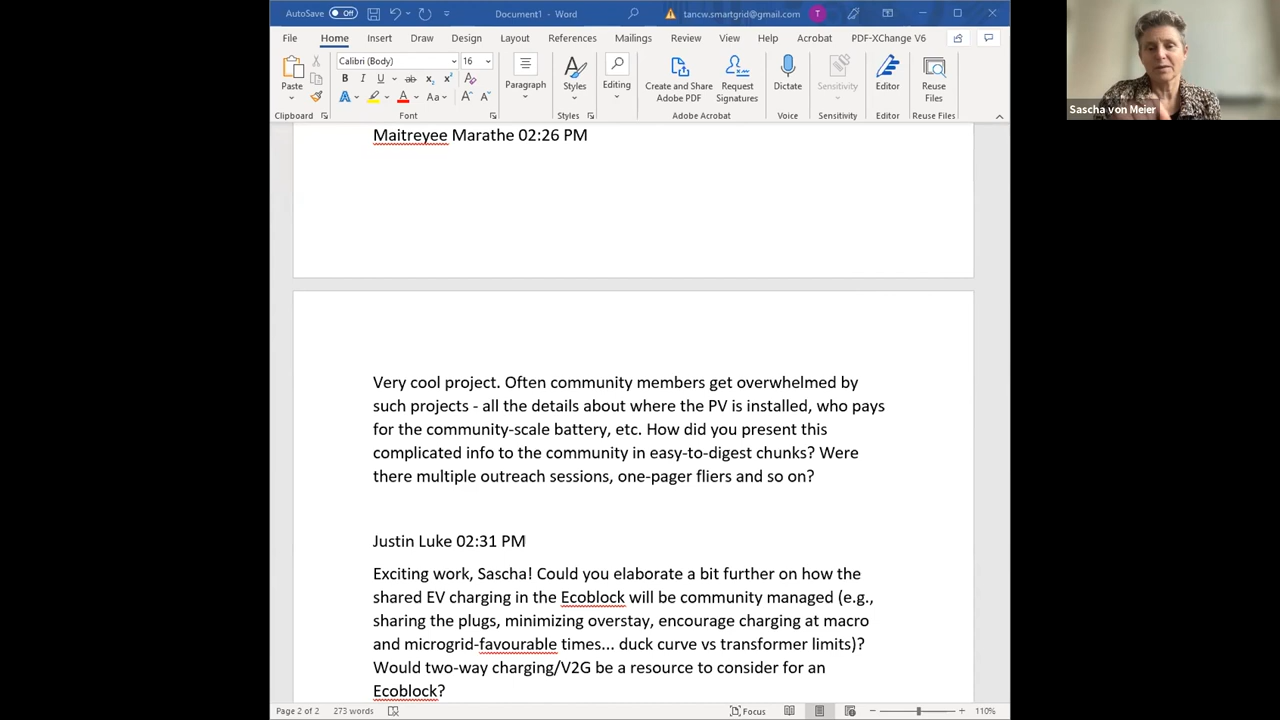 AutoSave Off Document1 - Word tancw.smartgrid@gmail.com T
File Home Insert Draw Design Layout References Mailings Review View Help Acrobat PDF-XChange V6
Paste
Calibri (Body) 16
B I U ab x₂ x²
A A Aa A A
Paragraph
Styles
Editing
Create and Share
Adobe PDF
Request
Signatures
Dictate
Sensitivity
Editor
Reuse
Files
Clipboard Font Styles Adobe Acrobat Voice Sensitivity Editor Reuse Files
Sascha von Meier
Maitreyee Marathe 02:26 PM
Very cool project. Often community members get overwhelmed by
such projects - all the details about where the PV is installed, who pays
for the community-scale battery, etc. How did you present this
complicated info to the community in easy-to-digest chunks? Were
there multiple outreach sessions, one-pager fliers and so on?
Justin Luke 02:31 PM
Exciting work, Sascha! Could you elaborate a bit further on how the
shared EV charging in the Ecoblock will be community managed (e.g.,
sharing the plugs, minimizing overstay, encourage charging at macro
and microgrid-favourable times... duck curve vs transformer limits)?
Would two-way charging/V2G be a resource to consider for an
Ecoblock?
Page 2 of 2 273 words Focus 110%